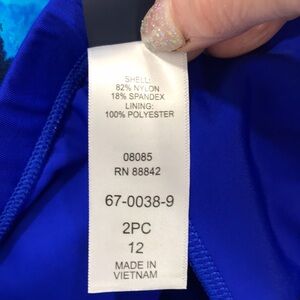 SHELL:
82% NYLON
18% SPANDEX
LINING:
100% POLYESTER
08085
RN 88842
67-0038-9
2PC
12
MADE IN
VIETNAM